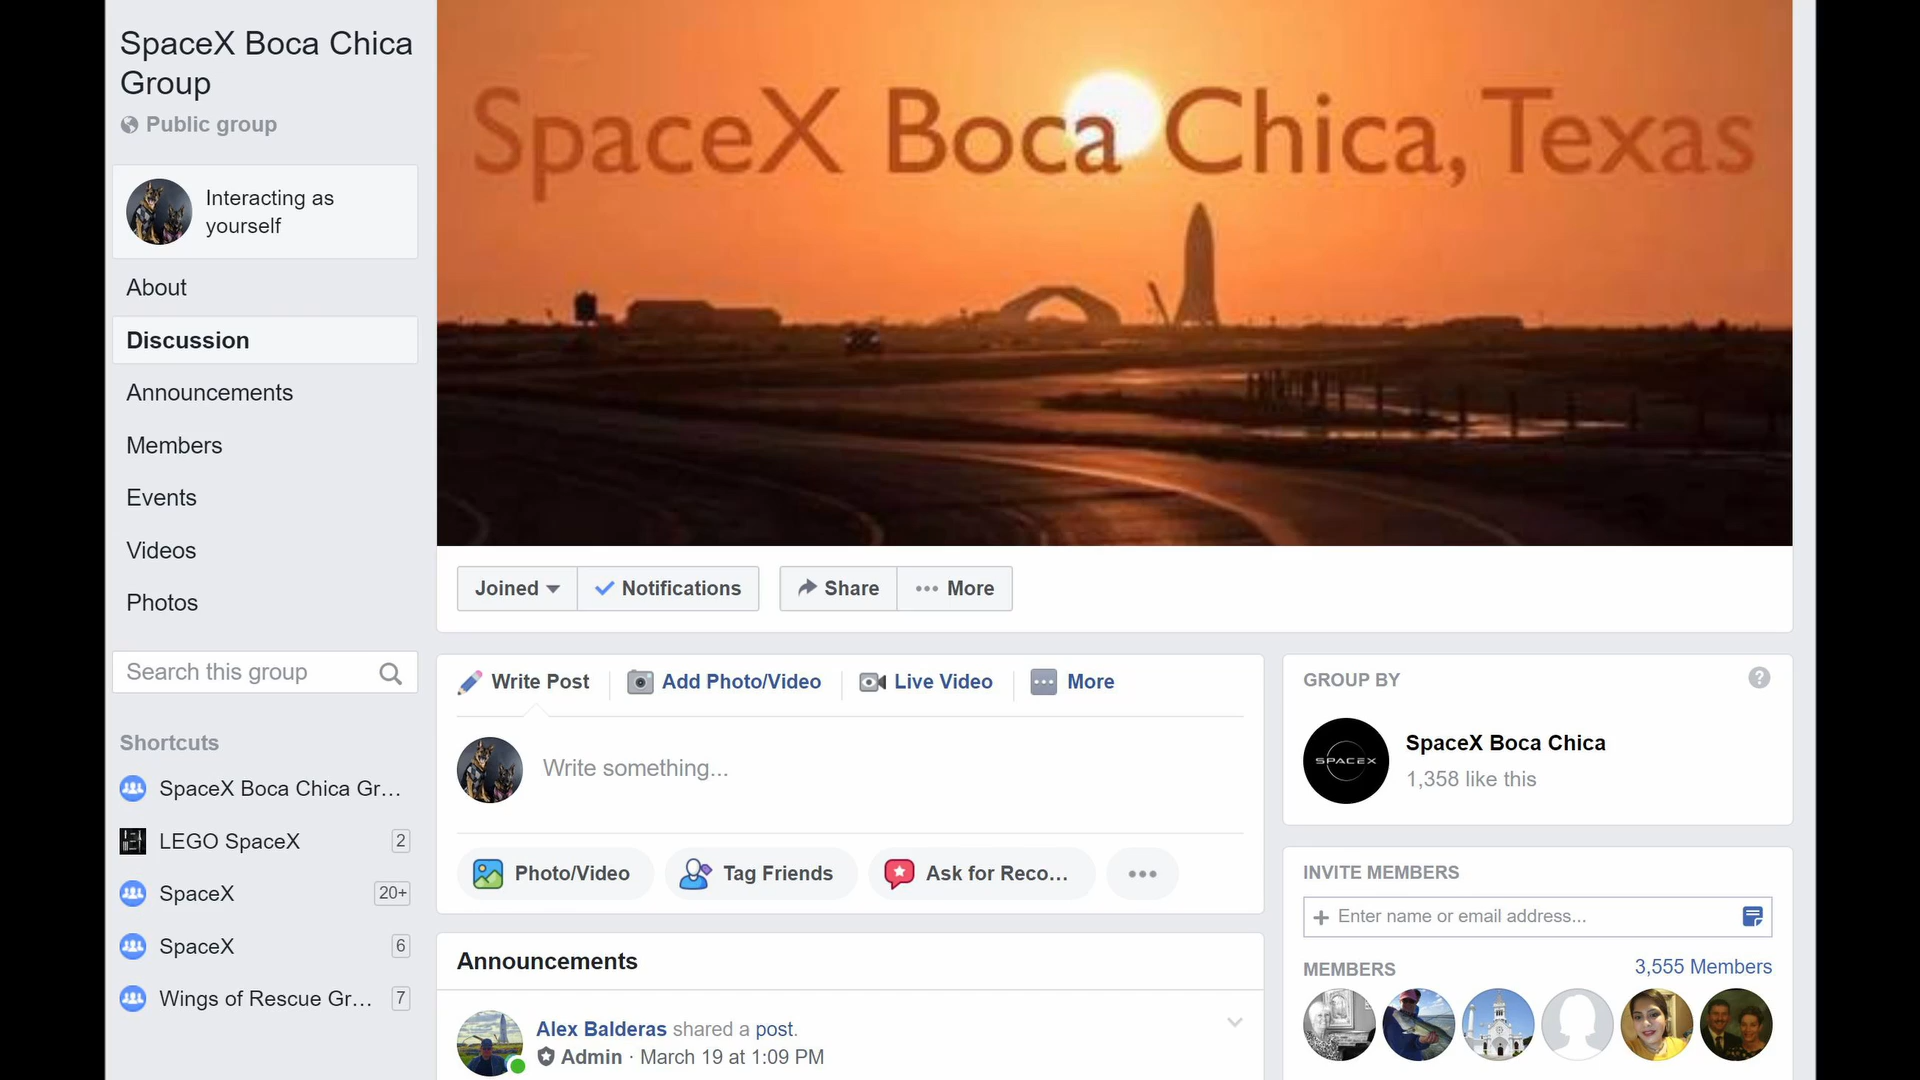 SpaceX Boca Chica
Group
Public group
Interacting as
yourself
About
Discussion
Announcements
Members
Events
Videos
Photos
Search this group
Shortcuts
SpaceX Boca Chica Gr...
LEGO SpaceX 2
SpaceX 20+
SpaceX 6
Wings of Rescue Gr... 7
SpaceX Boca Chica, Texas
Joined Notifications Share More
Write Post Add Photo/Video Live Video More
Write something...
Photo/Video Tag Friends Ask for Reco...
Announcements
Alex Balderas shared a post.
Admin · March 19 at 1:09 PM
GROUP BY
SPACEX
SpaceX Boca Chica
1,358 like this
INVITE MEMBERS
+ Enter name or email address...
MEMBERS 3,555 Members